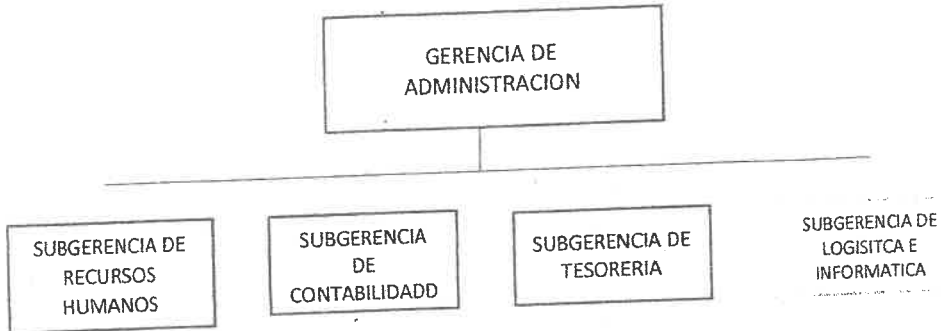 GERENCIA DE
ADMINISTRACION
SUBGERENCIA DE
RECURSOS
HUMANOS
SUBGERENCIA
DE
CONTABILIDADD
SUBGERENCIA DE
TESORERIA
SUBGERENCIA DE
LOGISITCA E
INFORMATICA